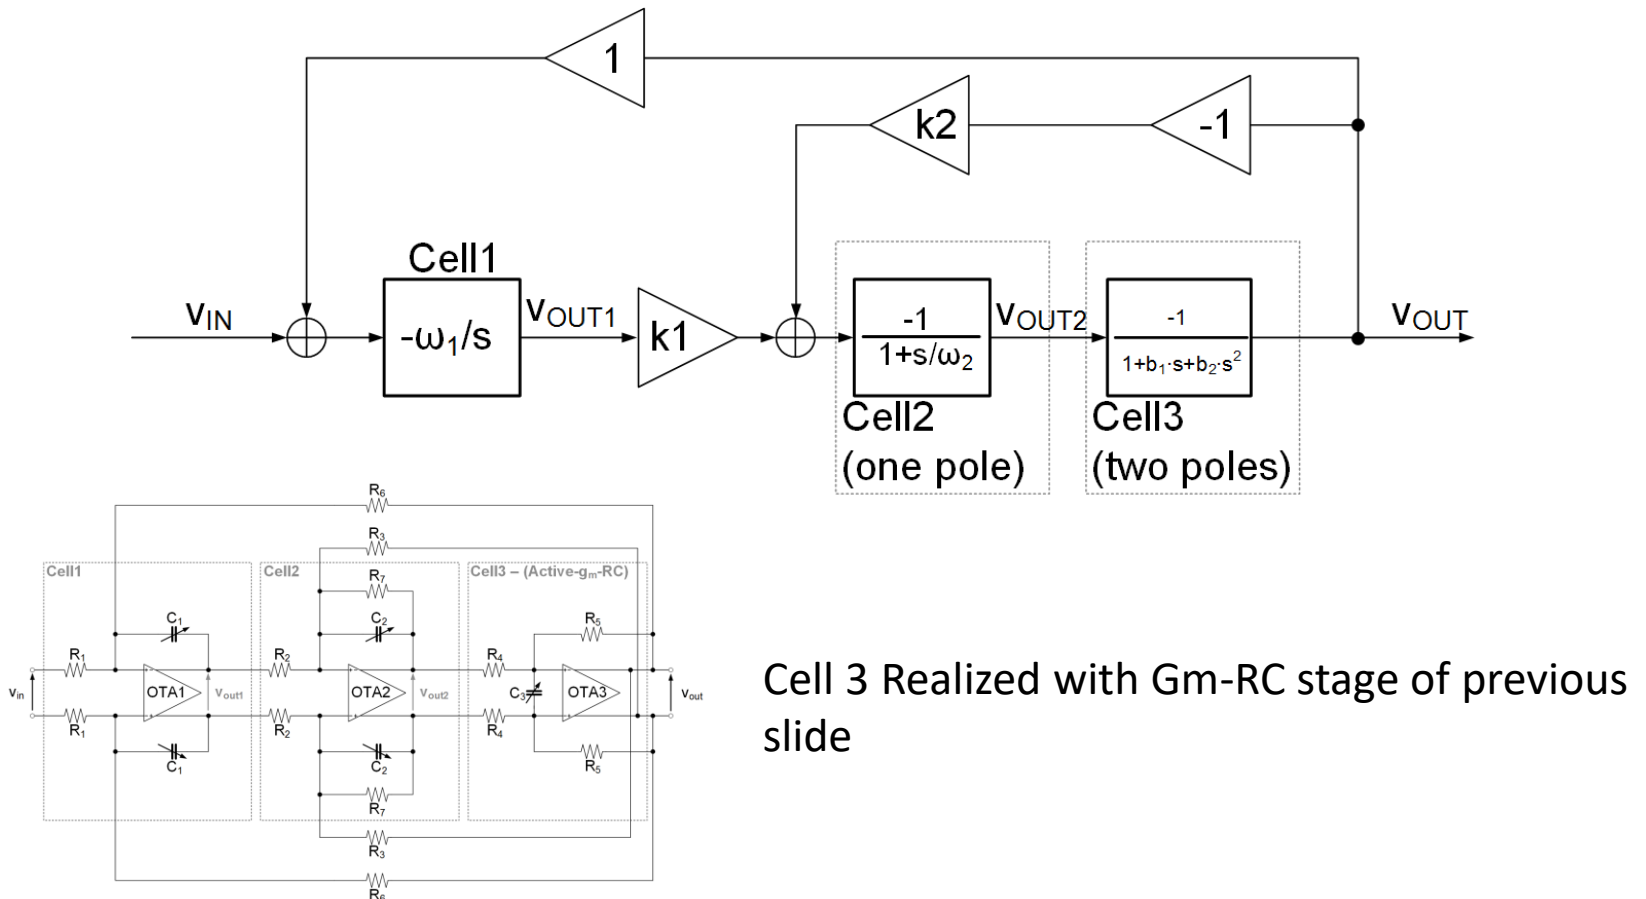 1
k2
-1
Cell1
vIN
-ω₁/s
vOUT1
k1
-1
1+s/ω₂
vOUT2
-1
1+b₁·s+b₂·s²
vOUT
Cell2
(one pole)
Cell3
(two poles)
R₆
R₃
Cell1
Cell2
Cell3 – (Active-gₘ-RC)
R₇
C₁
C₂
R₅
R₁
R₂
R₄
vin
OTA1
vout1
OTA2
vout2
C₃
OTA3
vout
R₁
R₂
R₄
C₁
C₂
R₅
R₇
R₃
R₆
Cell 3 Realized with Gm-RC stage of previous
slide